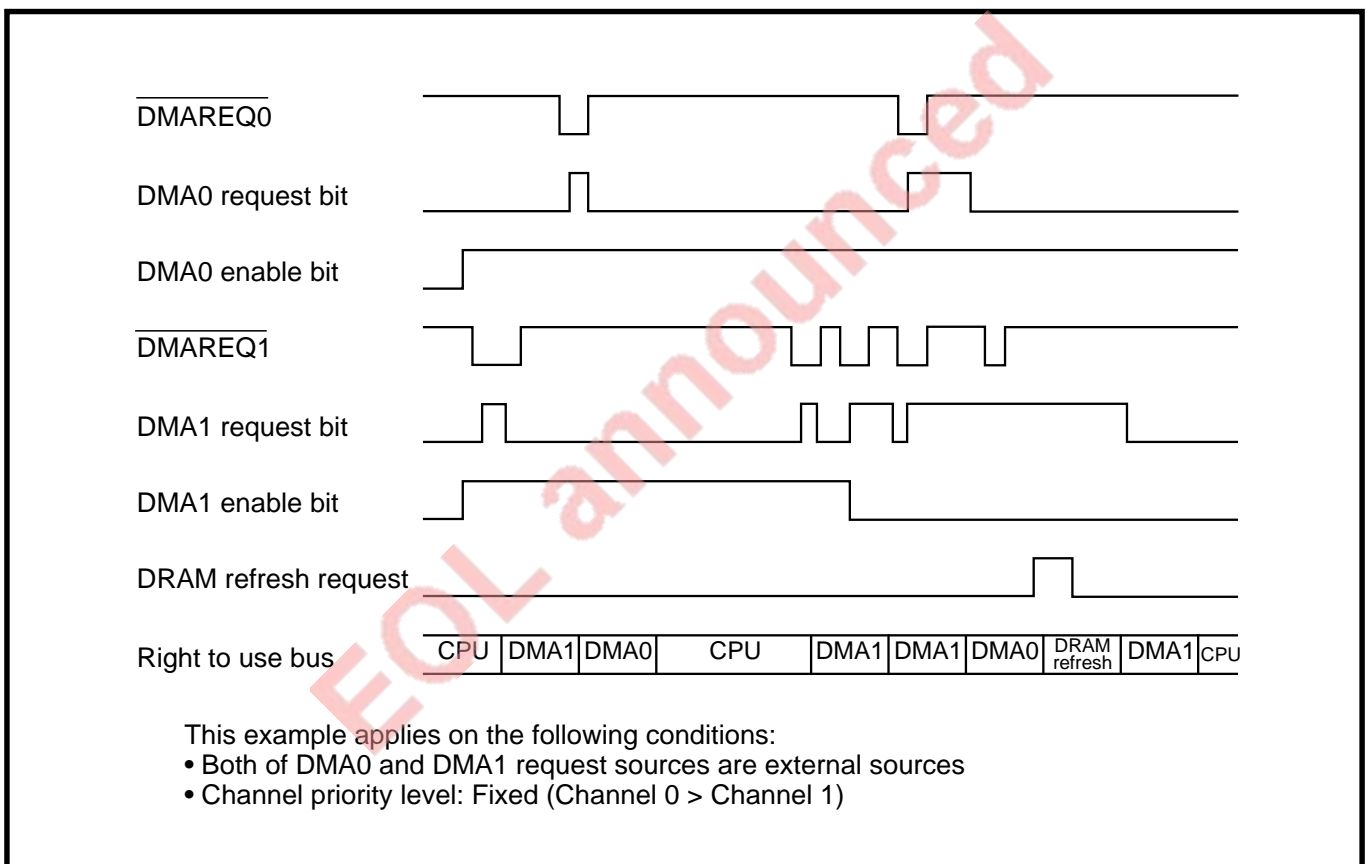 DMAREQ0
DMA0 request bit
DMA0 enable bit
DMAREQ1
DMA1 request bit
DMA1 enable bit
DRAM refresh request
Right to use bus
CPU DMA1 DMA0 CPU DMA1 DMA1 DMA0 DRAM refresh DMA1 CPU
This example applies on the following conditions:
• Both of DMA0 and DMA1 request sources are external sources
• Channel priority level: Fixed (Channel 0 > Channel 1)
EOL announced